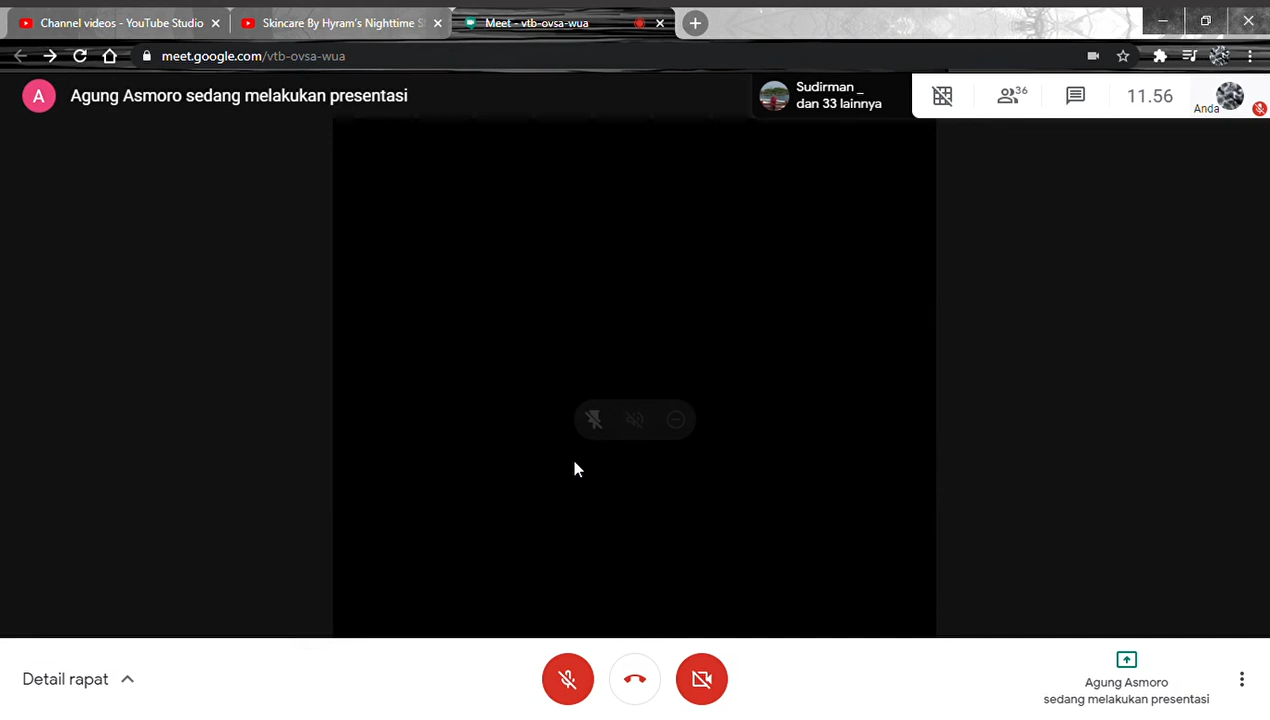 Channel videos - YouTube Studio
Skincare By Hyram's Nighttime S
Meet - vtb-ovsa-wua
meet.google.com/vtb-ovsa-wua
A
Agung Asmoro sedang melakukan presentasi
Sudirman _
dan 33 lainnya
36
11.56
Anda
Detail rapat
Agung Asmoro
sedang melakukan presentasi